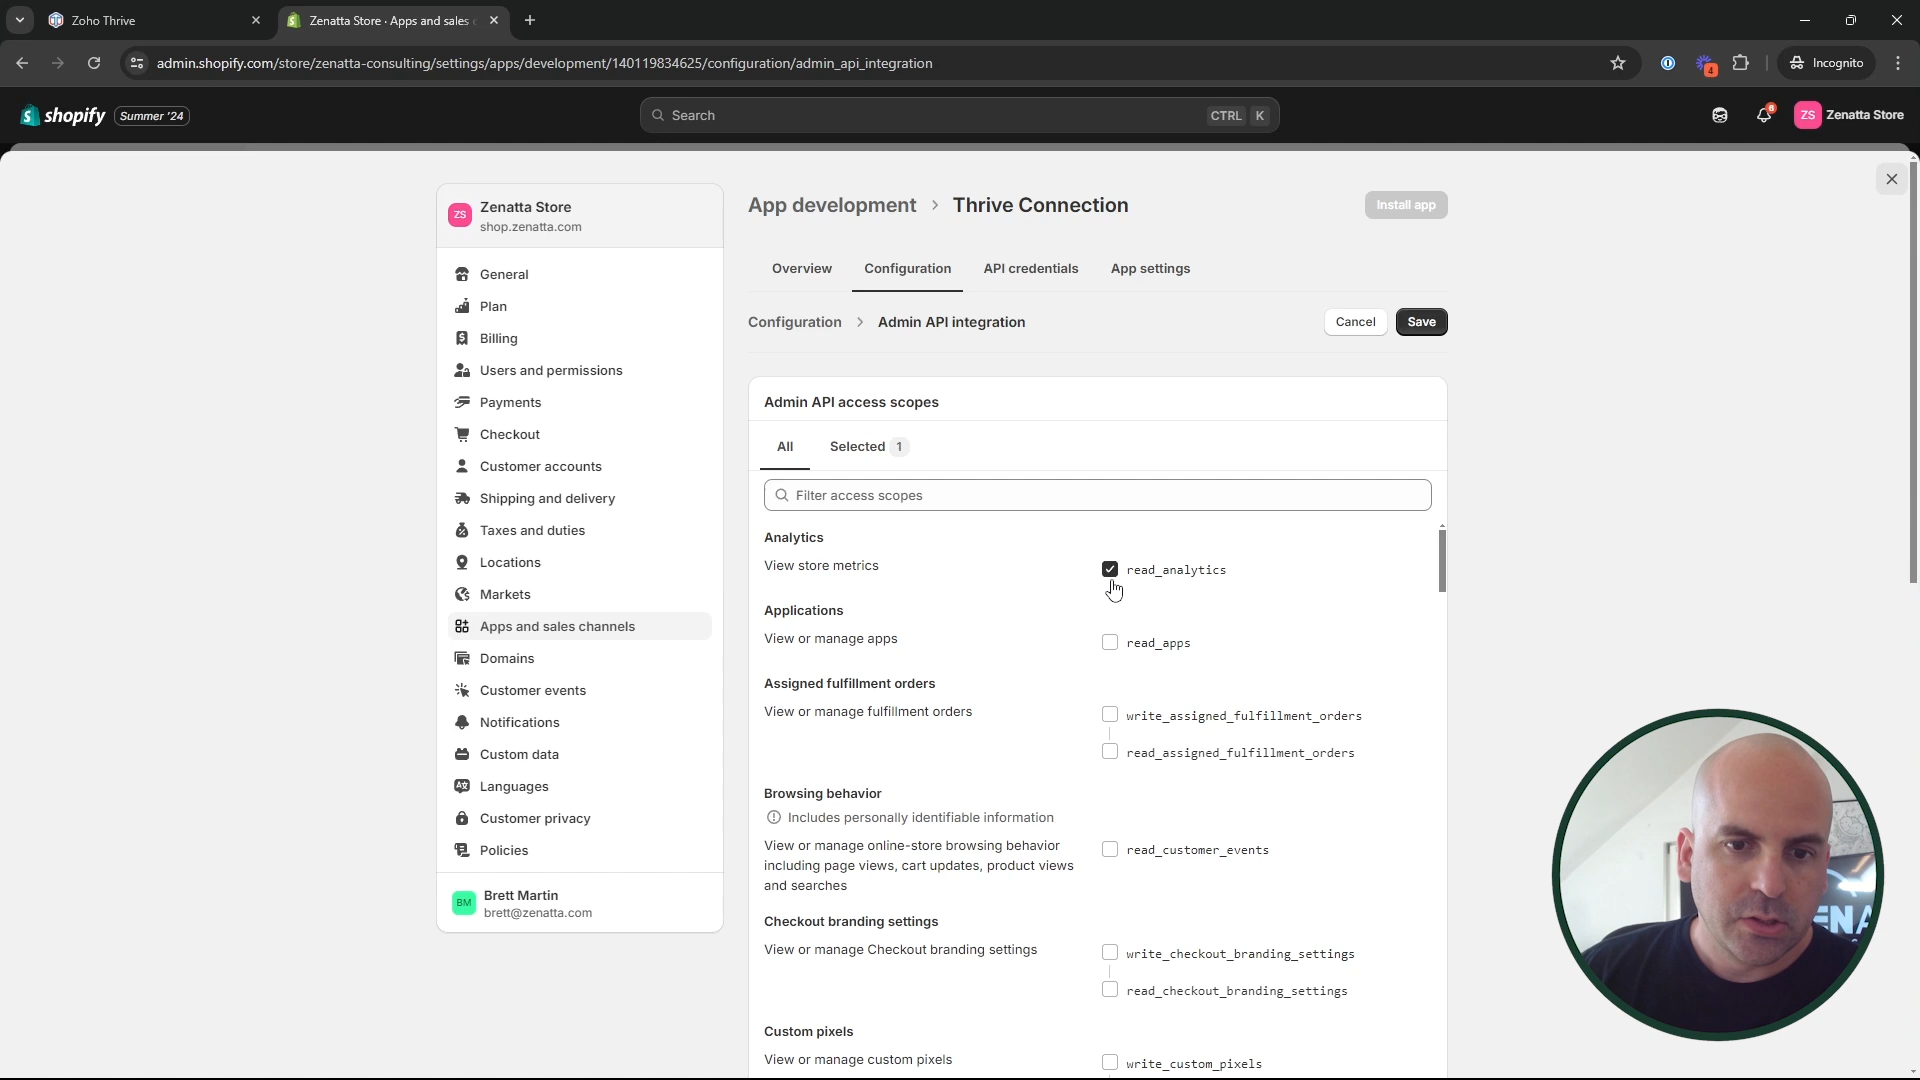 Zoho Thrive
Zenatta Store · Apps and sales c
admin.shopify.com/store/zenatta-consulting/settings/apps/development/140119834625/configuration/admin_api_integration
4
Incognito
shopify
Summer '24
Search
CTRL K
8
ZS
Zenatta Store
ZS
Zenatta Store
shop.zenatta.com
General
Plan
Billing
Users and permissions
Payments
Checkout
Customer accounts
Shipping and delivery
Taxes and duties
Locations
Markets
Apps and sales channels
Domains
Customer events
Notifications
Custom data
Languages
Customer privacy
Policies
BM
Brett Martin
brett@zenatta.com
App development > Thrive Connection
Install app
Overview
Configuration
API credentials
App settings
Configuration > Admin API integration
Cancel
Save
Admin API access scopes
All
Selected 1
Filter access scopes
Analytics
View store metrics
read_analytics
Applications
View or manage apps
read_apps
Assigned fulfillment orders
View or manage fulfillment orders
write_assigned_fulfillment_orders
read_assigned_fulfillment_orders
Browsing behavior
Includes personally identifiable information
View or manage online-store browsing behavior
including page views, cart updates, product views
and searches
read_customer_events
Checkout branding settings
View or manage Checkout branding settings
write_checkout_branding_settings
read_checkout_branding_settings
Custom pixels
View or manage custom pixels
write_custom_pixels